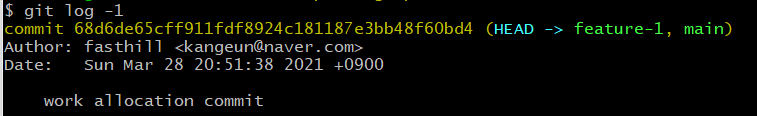 $ git log -1
commit 68d6de65cff911fdf8924c181187e3bb48f60bd4 (HEAD -> feature-1, main)
Author: fasthill <kangeun@naver.com>
Date:   Sun Mar 28 20:51:38 2021 +0900
work allocation commit